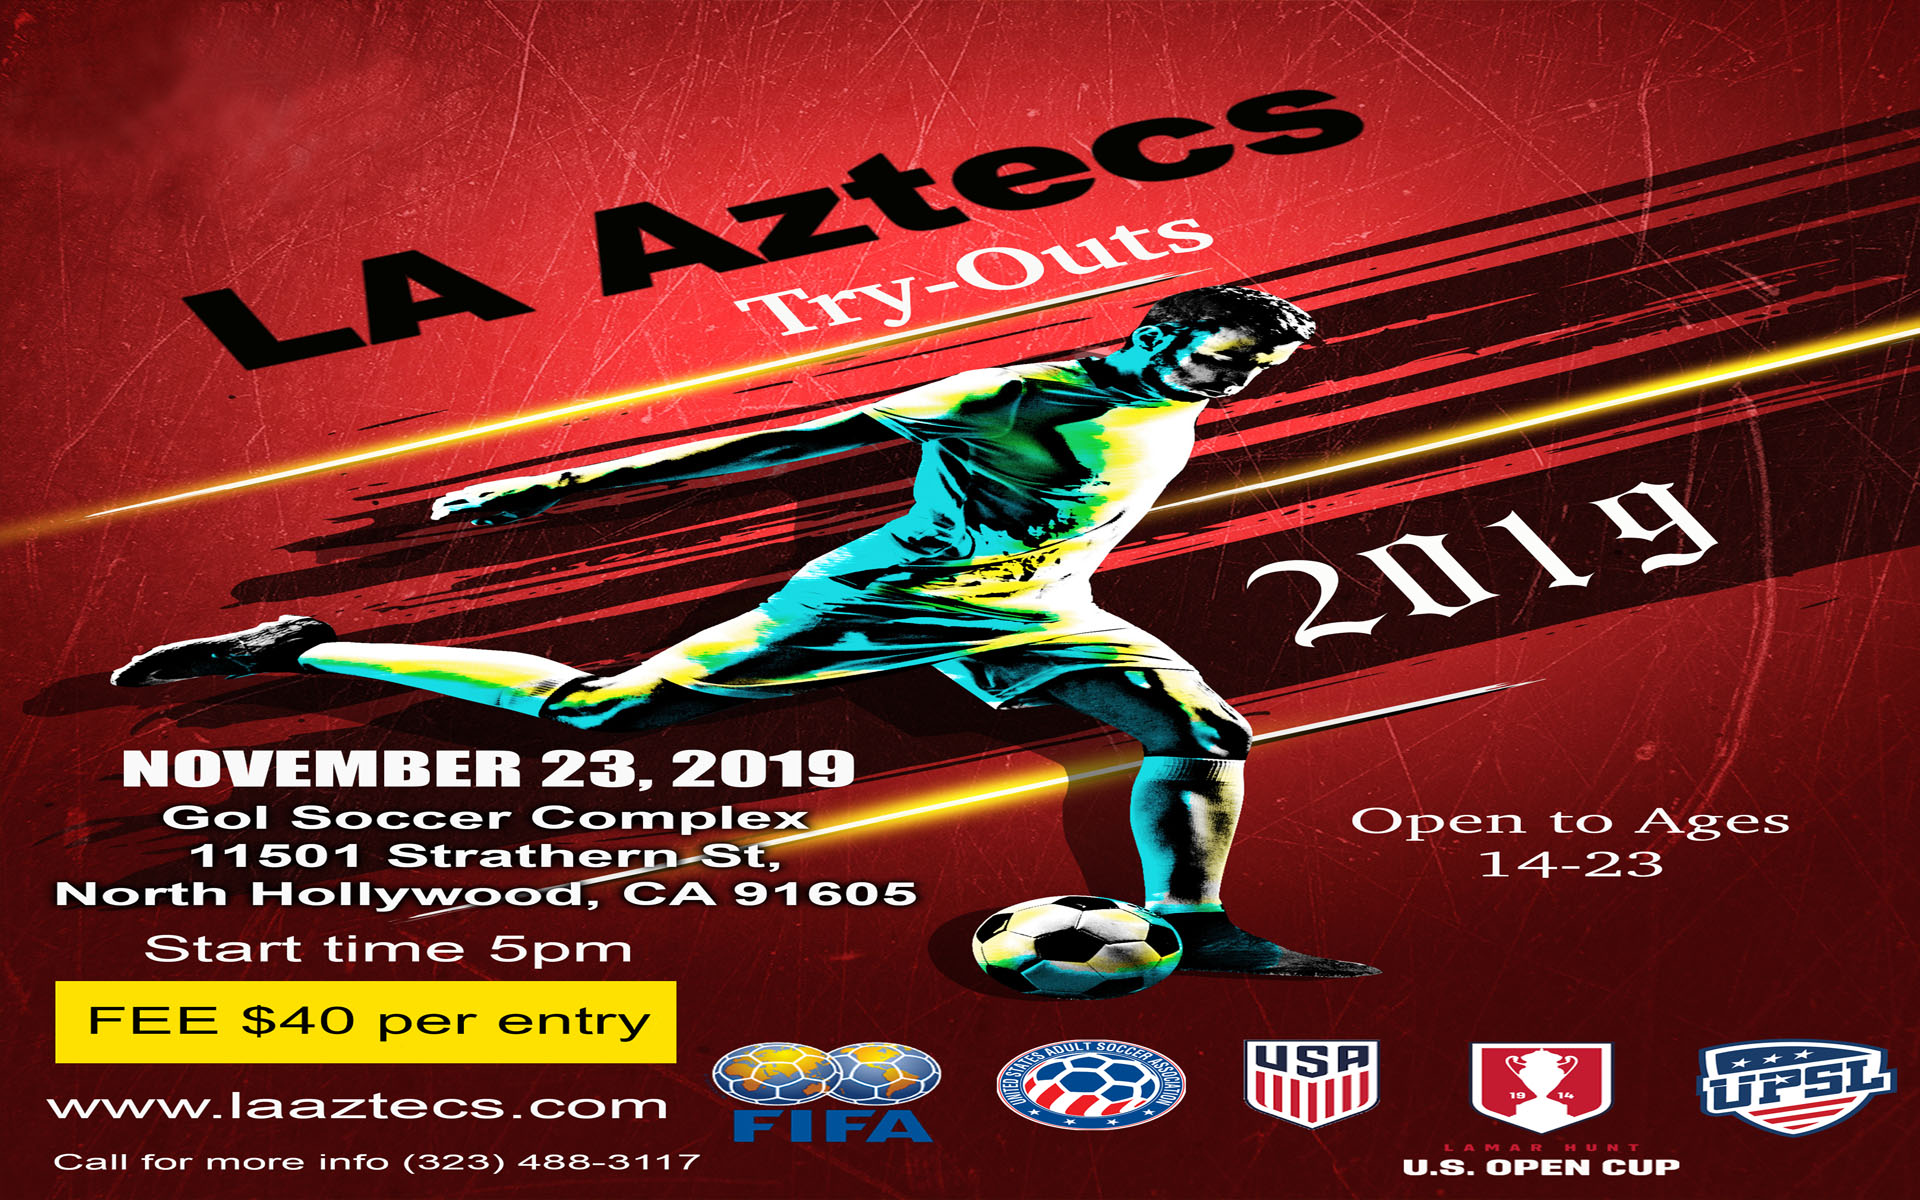 LA Aztecs
Try-Outs
2019
NOVEMBER 23, 2019
Gol Soccer Complex
11501 Strathern St,
North Hollywood, CA 91605
Start time 5pm
FEE $40 per entry
www.laaztecs.com
Call for more info (323) 488-3117
Open to Ages
14-23
FIFA
UNITED STATES ADULT SOCCER ASSOCIATION
USA
19 14
LAMAR HUNT
U.S. OPEN CUP
UPSL